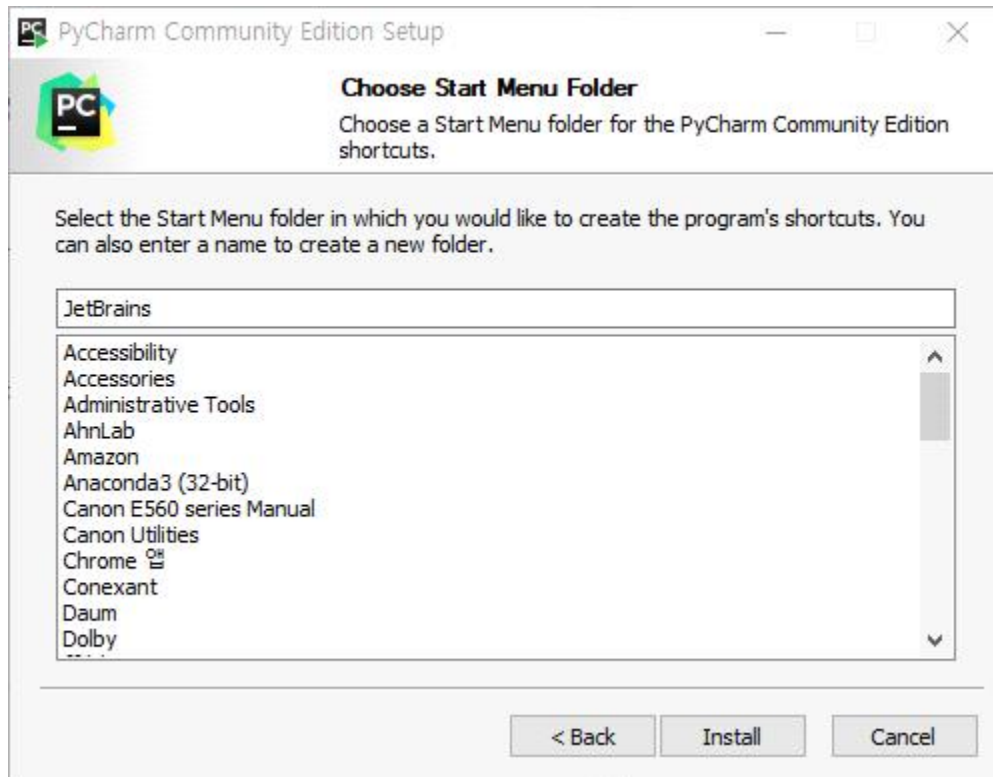 PyCharm Community Edition Setup
PC
Choose Start Menu Folder
Choose a Start Menu folder for the PyCharm Community Edition
shortcuts.
Select the Start Menu folder in which you would like to create the program's shortcuts. You
can also enter a name to create a new folder.
JetBrains
Accessibility
Accessories
Administrative Tools
AhnLab
Amazon
Anaconda3 (32-bit)
Canon E560 series Manual
Canon Utilities
Chrome 앱
Conexant
Daum
Dolby
< Back
Install
Cancel